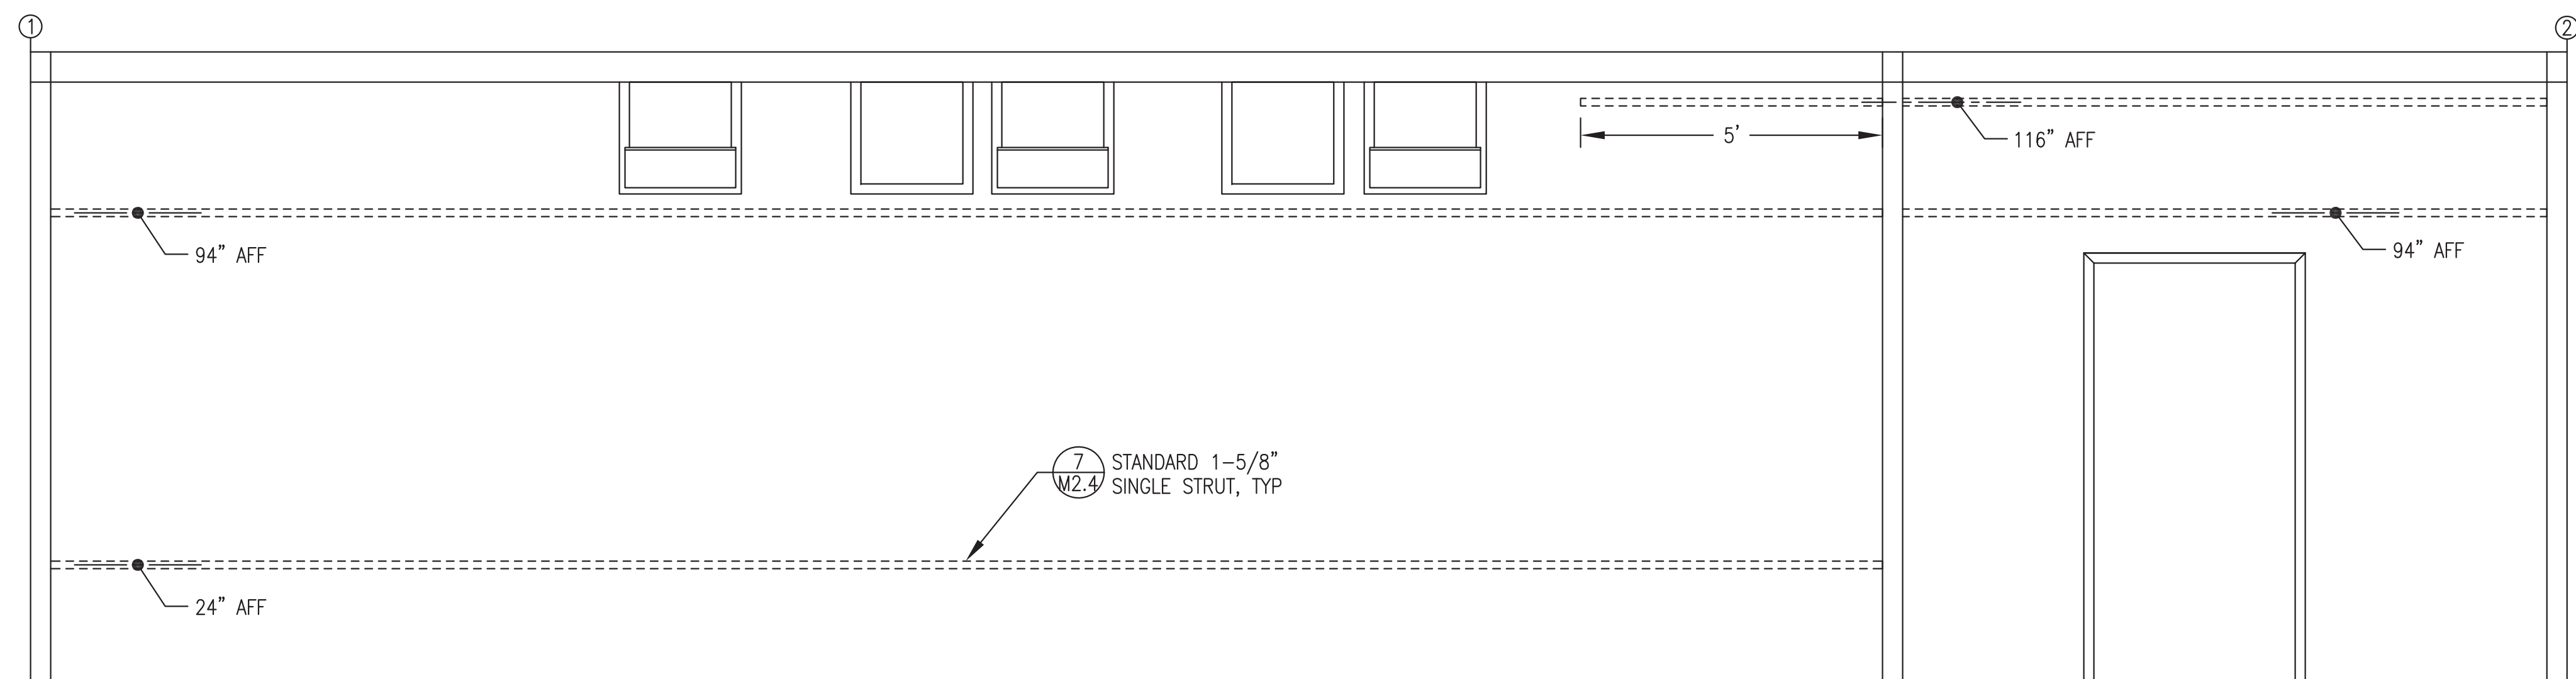 1
2
5’
116” AFF
94” AFF
94” AFF
7
M2.4
STANDARD 1-5/8”
SINGLE STRUT, TYP
24” AFF